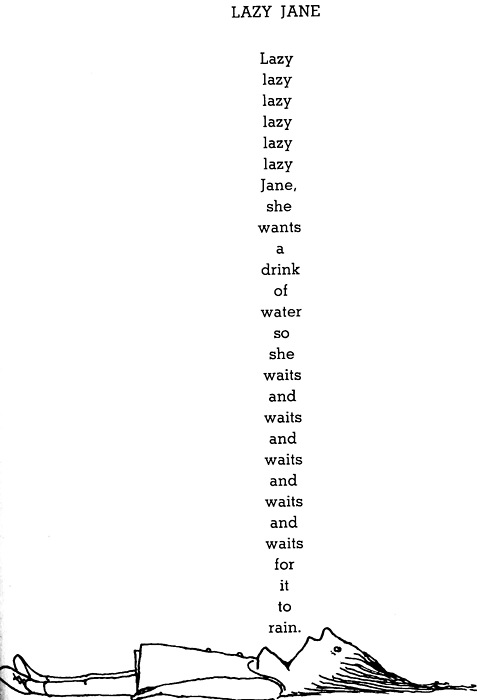 LAZY JANE
Lazy
lazy
lazy
lazy
lazy
lazy
Jane,
she
wants
a
drink
of
water
so
she
waits
and
waits
and
waits
and
waits
and
waits
for
it
to
rain.